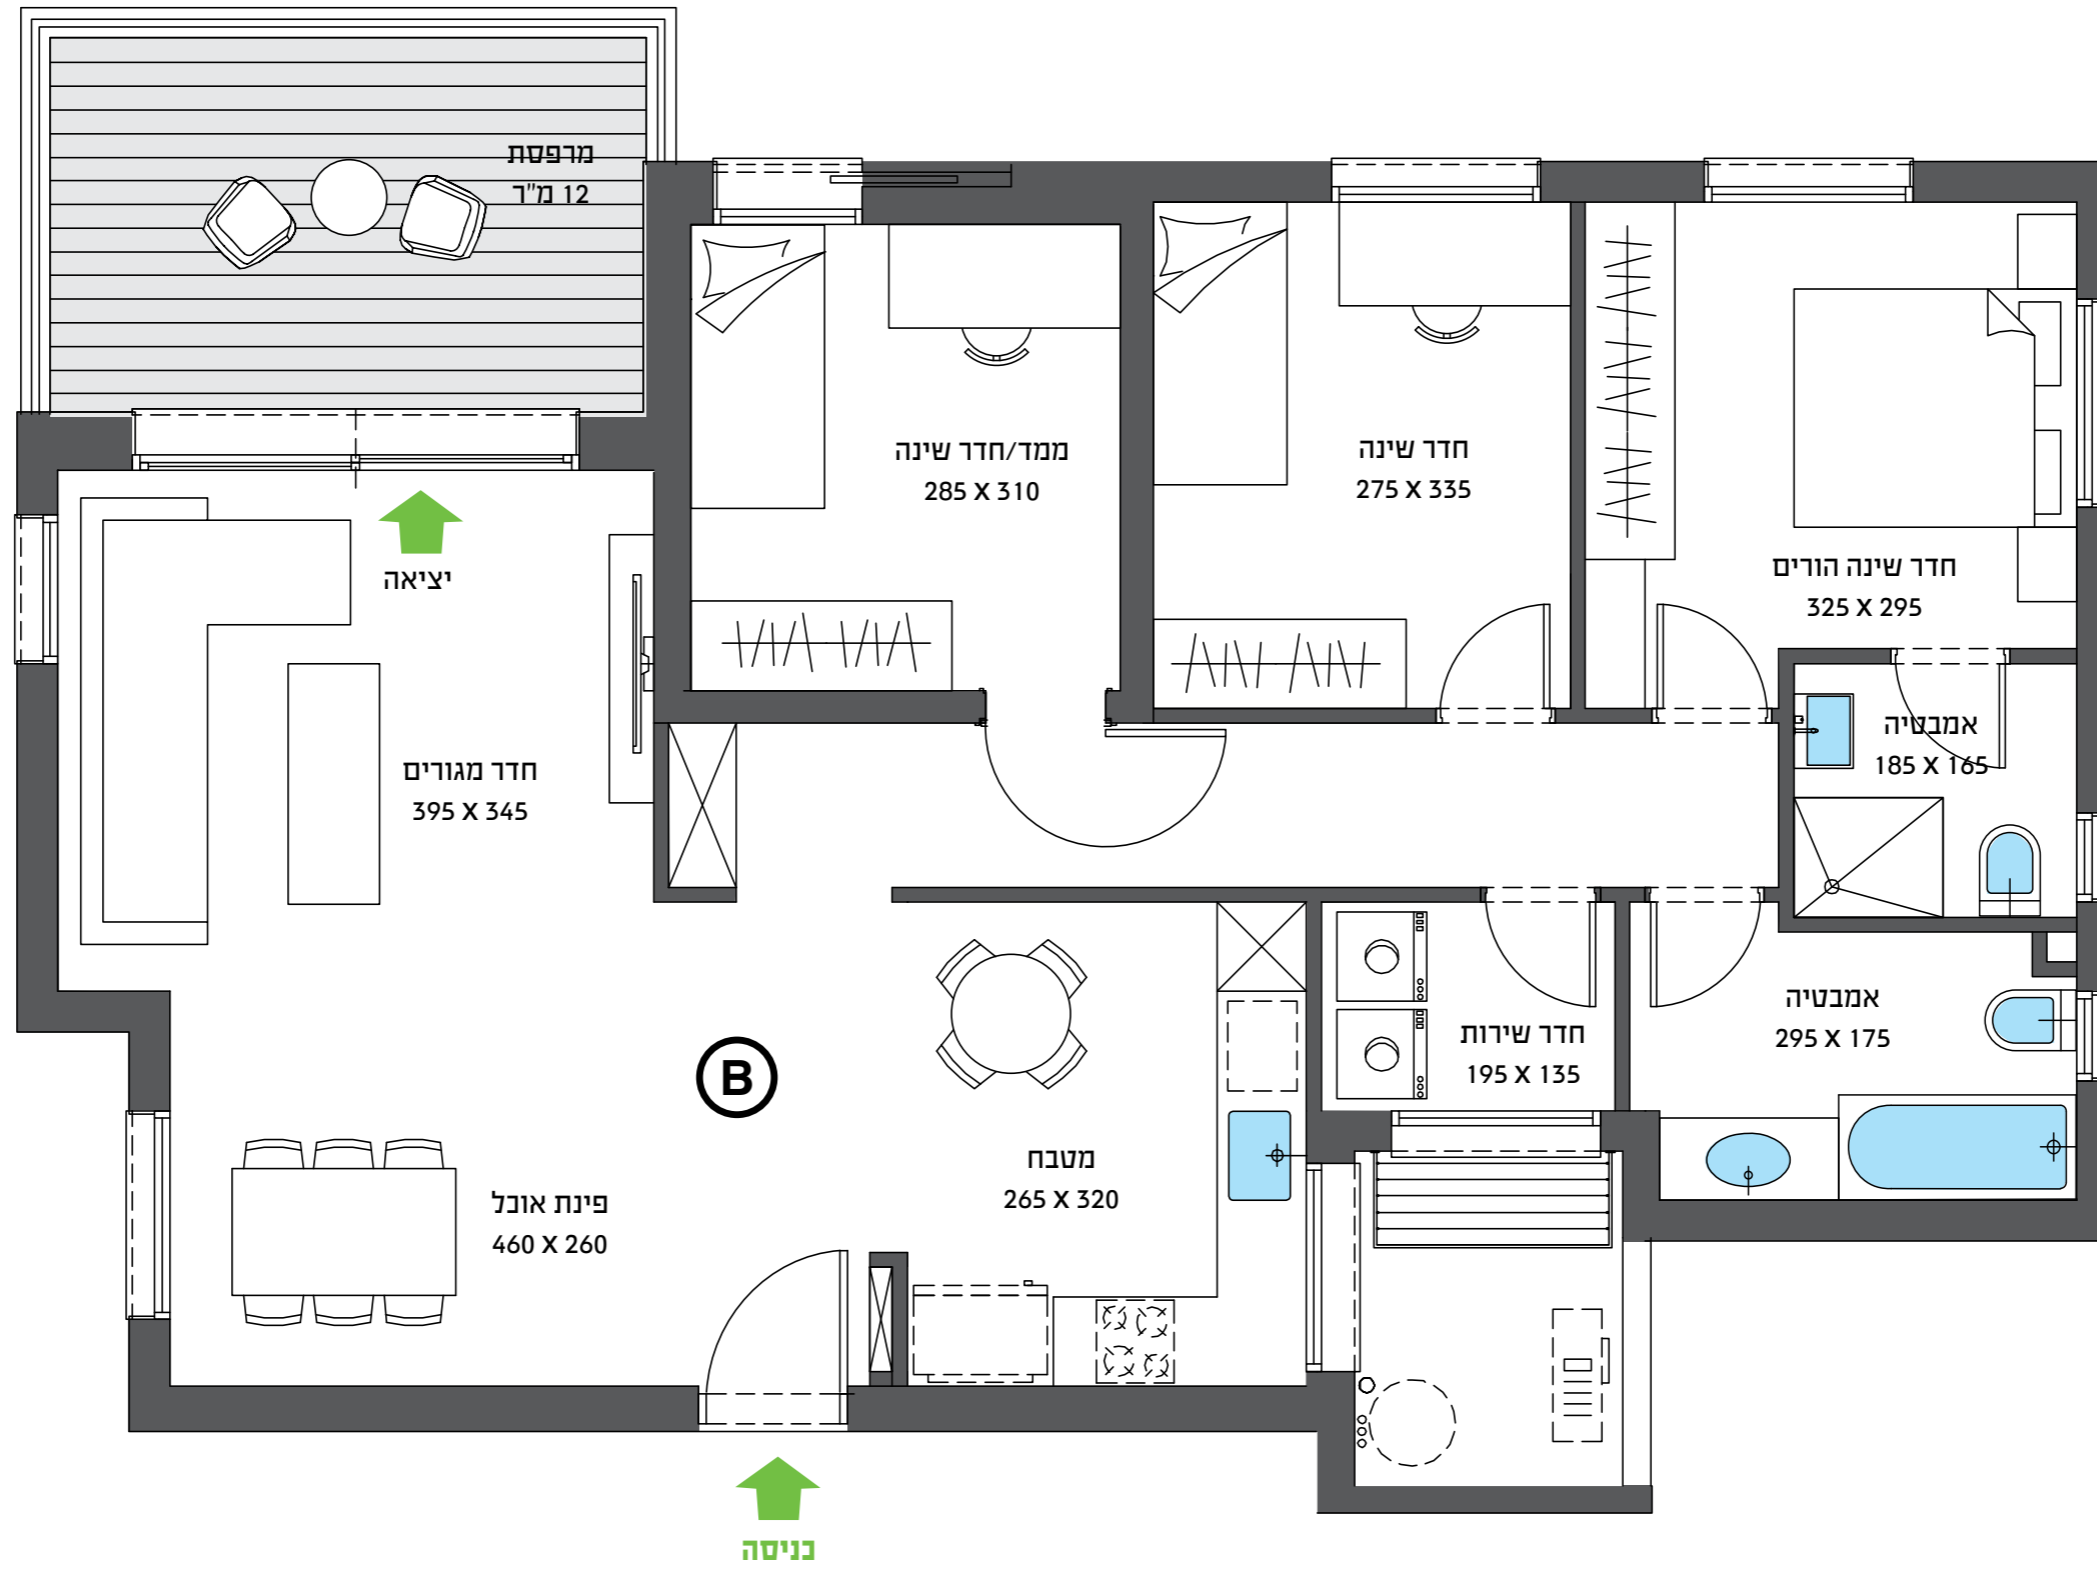 מרפסת
12 מ"ר
ממד/חדר שינה
285 X 310
חדר שינה
275 X 335
חדר שינה הורים
325 X 295
יציאה
אמבטיה
185 X 165
חדר מגורים
395 X 345
אמבטיה
295 X 175
חדר שירות
195 X 135
B
מטבח
265 X 320
פינת אוכל
460 X 260
כניסה